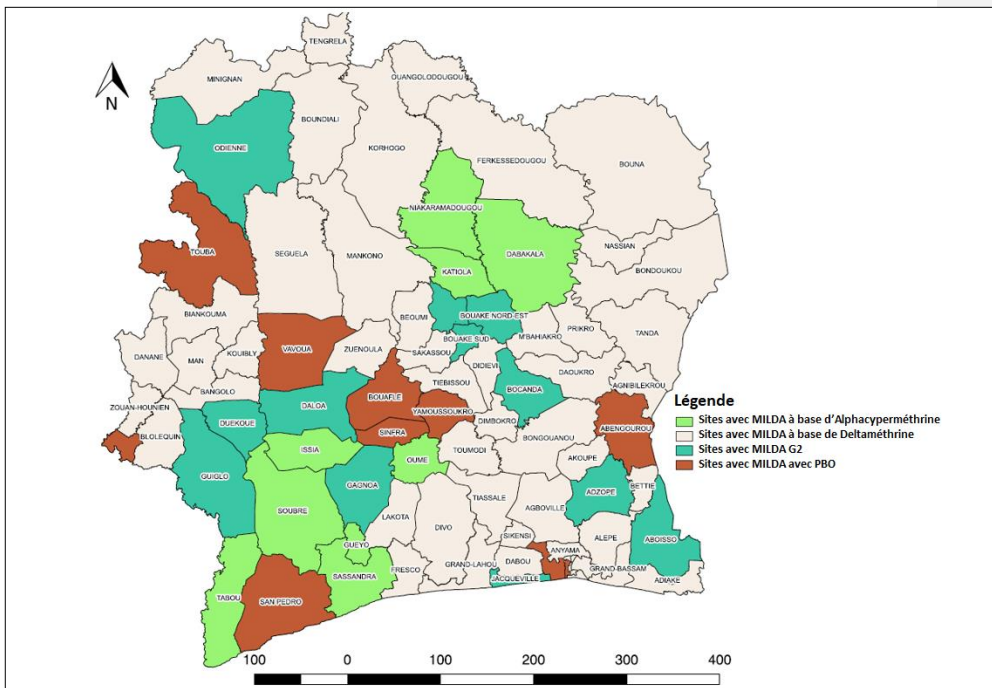 TENGRELA
MINIGNAN
OUANGOLODOUGOU
N
BOUNDIALI
ODIENNE
KORHOGO
FERKESSEDOUGOU
BOUNA
NIAKARAMADOUGOU
NASSIAN
TOUBA
SEGUELA
MANKONO
DABAKALA
KATIOLA
BONDOUKOU
BIANKOUMA
BEOUMI
BOUAKE NORD-EST
PRIKRO
TANDA
M'BAHIAKRO
BOUAKE SUD
DANANE
MAN
KOUIBLY
VAVOUA
ZUENOULA
SAKASSOU
DIDIEVI
DAOUKRO
TIEBISSOU
AGNIBILEKROU
BANGOLO
BOCANDA
ZOUAN-HOUNIEN
DALOA
BOUAFLE
YAMOUSSOUKRO
DIMBOKRO
DUEKOUE
BLOLEQUIN
SINFRA
BONGOUANOU
ABENGOUROU
ISSIA
OUME
TOUMODI
AKOUPE
GUIGLO
GAGNOA
BETTIE
ADZOPE
SOUBRE
LAKOTA
TIASSALE
AGBOVILLE
DIVO
SIKENSI
ALEPE
ABOISSO
GUEYO
ANYAMA
TABOU
SASSANDRA
FRESCO
GRAND-LAHOU
DABOU
GRAND-BASSAM
JACQUEVILLE
ADIAKE
SAN PEDRO
Légende
Sites avec MILDA à base d'Alphacyperméthrine
Sites avec MILDA à base de Deltaméthrine
Sites avec MILDA G2
Sites avec MILDA avec PBO
100 0 100 200 300 400